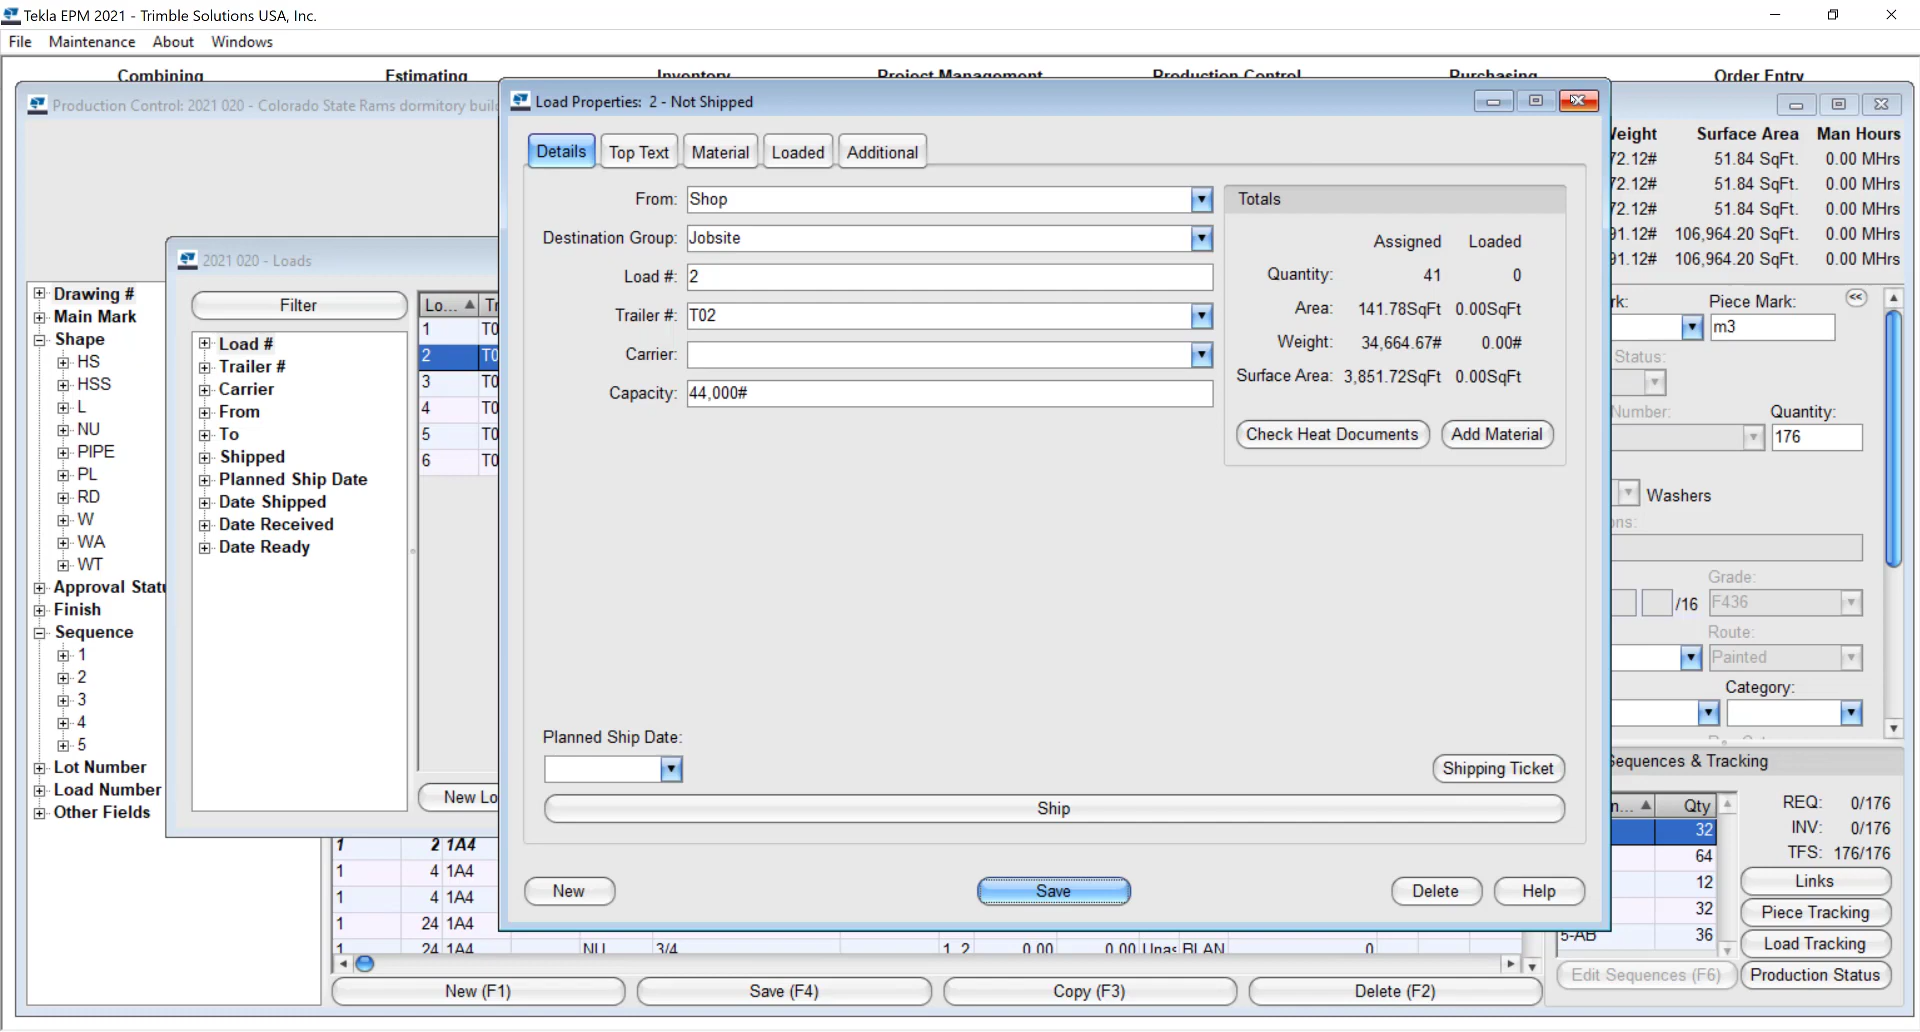 Tekla EPM 2021 - Trimble Solutions USA, Inc.
File Maintenance About Windows
Combining Estimating Inventory Project Management Production Control Purchasing Order Entry
Production Control: 2021 020 - Colorado State Rams dormitory
Drawing #
Main Mark
Shape
HS
HSS
L
NU
PIPE
PL
RD
W
WA
WT
Approval
Finish
Sequence
1
2
3
4
5
Lot Number
Load Number
Other Fields
2021 020 - Loads
Filter
Load #
Trailer #
Carrier
From
To
Shipped
Planned Ship Date
Date Shipped
Date Received
Date Ready
Lo...
1 T0
2 T0
3 T0
4 T0
5 T0
6 T0
New Lo
Load Properties: 2 - Not Shipped
Details Top Text Material Loaded Additional
From: Shop
Destination Group: Jobsite
Load #: 2
Trailer #: T02
Carrier:
Capacity: 44,000#
Totals
Assigned Loaded
Quantity: 41 0
Area: 141.78SqFt 0.00SqFt
Weight: 34,664.67# 0.00#
Surface Area: 3,851.72SqFt 0.00SqFt
Check Heat Documents Add Material
Planned Ship Date:
Shipping Ticket
Ship
New Save Delete Help
Weight Surface Area Man Hours
72.12# 51.84 SqFt. 0.00 MHrs
72.12# 51.84 SqFt. 0.00 MHrs
72.12# 51.84 SqFt. 0.00 MHrs
91.12# 106,964.20 SqFt. 0.00 MHrs
91.12# 106,964.20 SqFt. 0.00 MHrs
rk: Piece Mark:
m3
Status:
Number: Quantity:
176
Washers
ons:
Grade:
/16 F436
Route:
Painted
Category:
Sequences & Tracking
n... Qty
32
64
12
32
5-AB 36
REQ: 0/176
INV: 0/176
TFS: 176/176
Links
Piece Tracking
Load Tracking
Production Status
Edit Sequences (F6)
1 2 1A4
1 4 1A4
1 4 1A4
1 24 1A4
1 24 1A4 NU 3/4 1 2 0.00 0.00 Unas BLAN 0
New (F1) Save (F4) Copy (F3) Delete (F2)